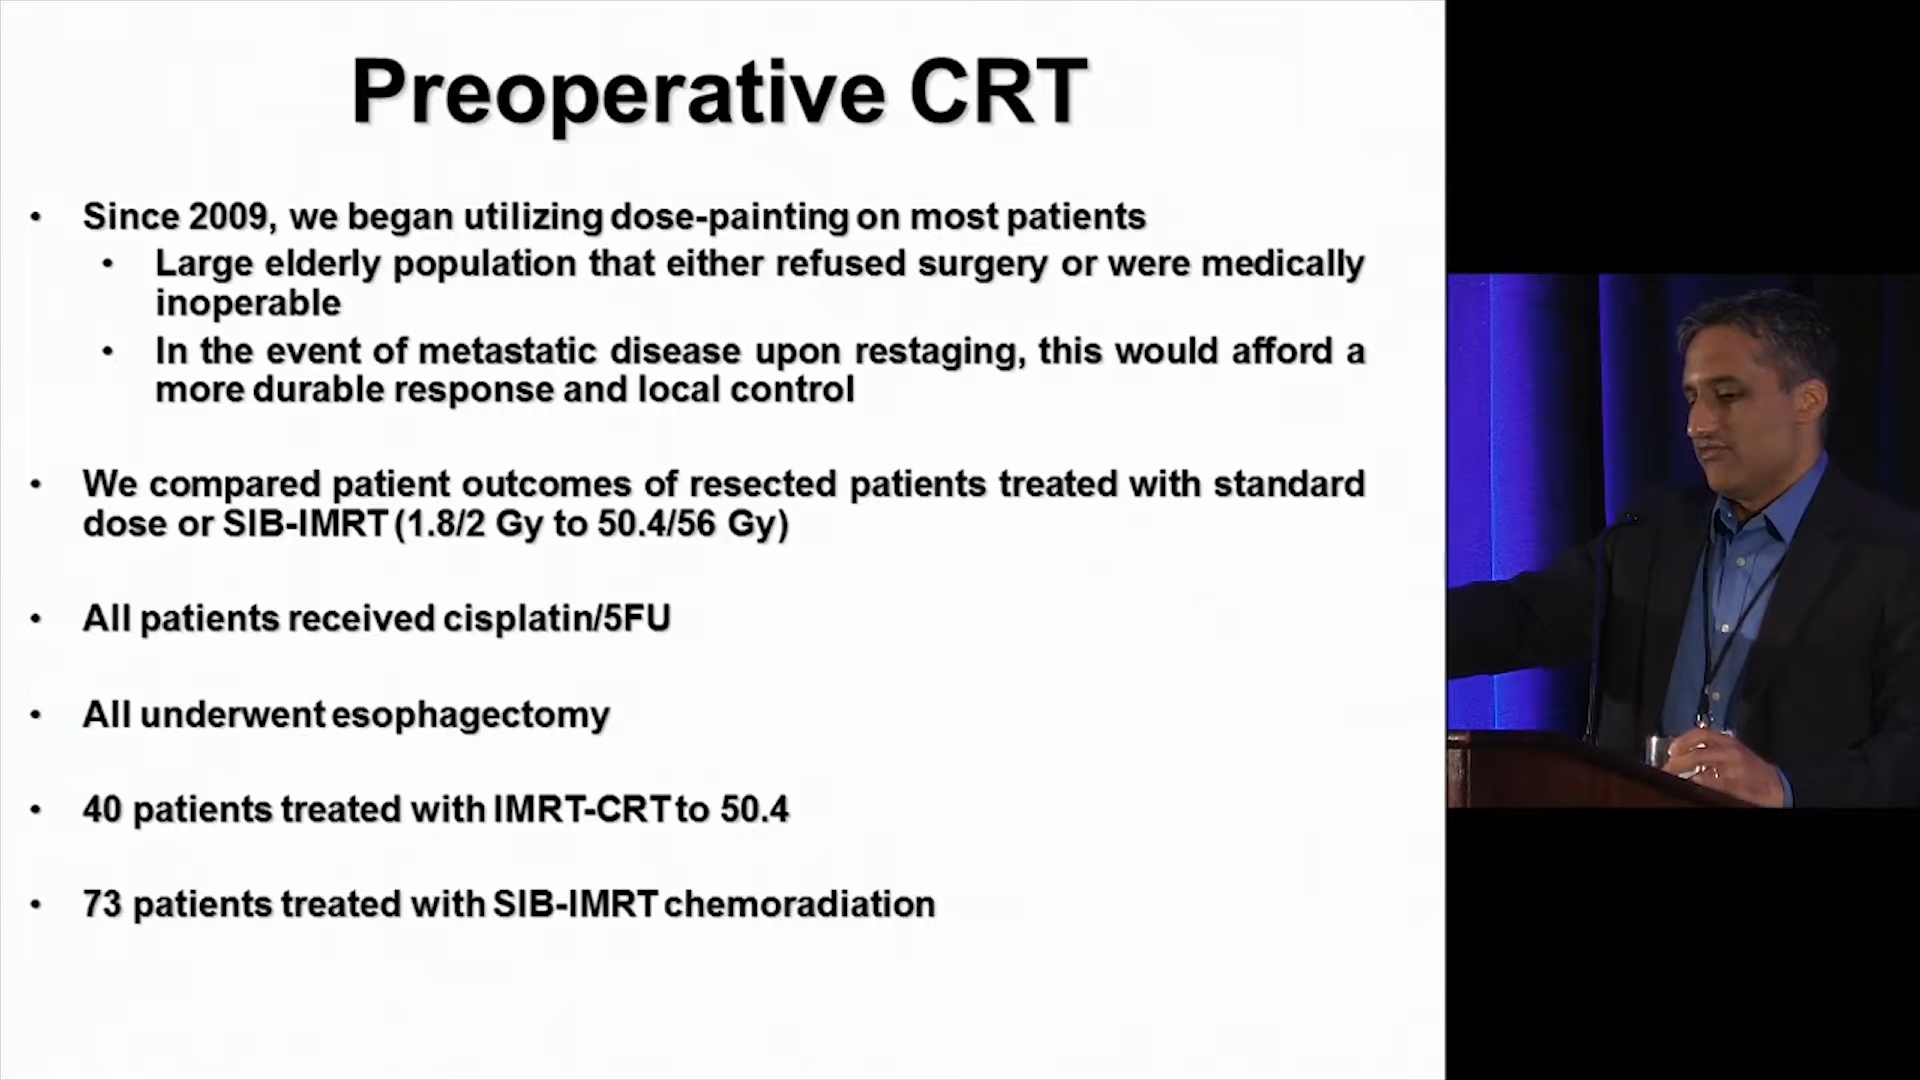 Preoperative CRT
• Since 2009, we began utilizing dose-painting on most patients
• Large elderly population that either refused surgery or were medically
inoperable
• In the event of metastatic disease upon restaging, this would afford a
more durable response and local control
• We compared patient outcomes of resected patients treated with standard
dose or SIB-IMRT (1.8/2 Gy to 50.4/56 Gy)
• All patients received cisplatin/5FU
• All underwent esophagectomy
• 40 patients treated with IMRT-CRT to 50.4
• 73 patients treated with SIB-IMRT chemoradiation